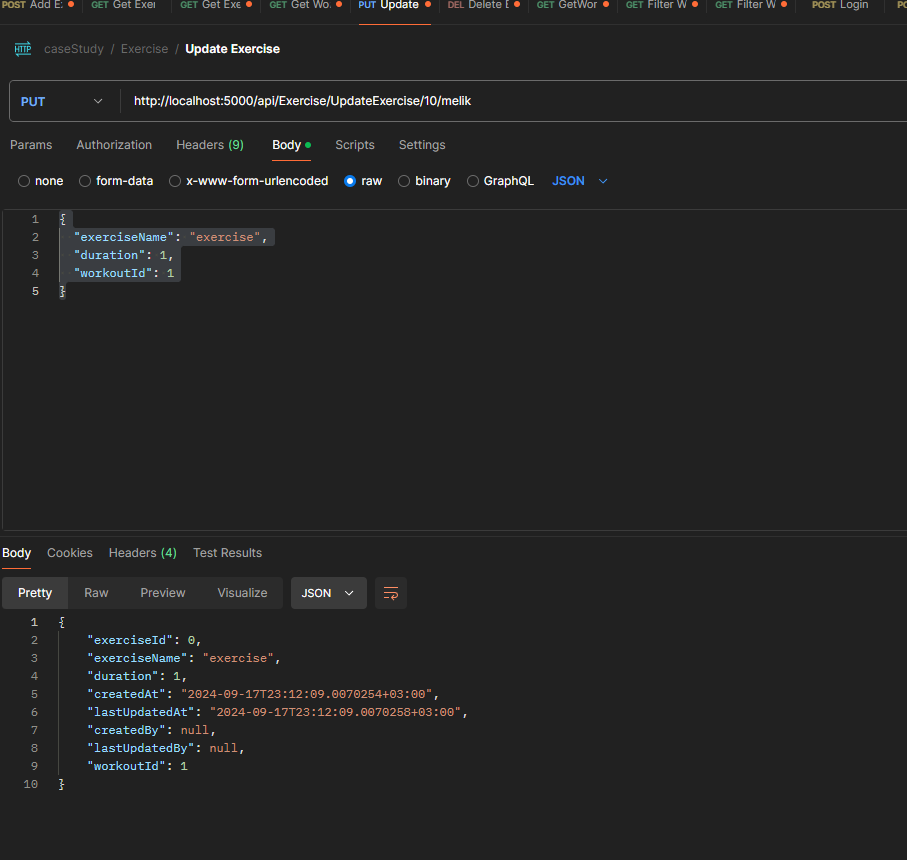 POST Add E: GET Get Exer GET Get Exe GET Get Wo. PUT Update DEL Delete E GET GetWor GET Filter W GET Filter W POST Login PO
HTTP caseStudy / Exercise / Update Exercise
PUT http://localhost:5000/api/Exercise/UpdateExercise/10/melik
Params Authorization Headers (9) Body Scripts Settings
none form-data x-www-form-urlencoded raw binary GraphQL JSON
1 {
2 "exerciseName": "exercise",
3 "duration": 1,
4 "workoutId": 1
5 }
Body Cookies Headers (4) Test Results
Pretty Raw Preview Visualize JSON
1 {
2 "exerciseId": 0,
3 "exerciseName": "exercise",
4 "duration": 1,
5 "createdAt": "2024-09-17T23:12:09.0070254+03:00",
6 "lastUpdatedAt": "2024-09-17T23:12:09.0070258+03:00",
7 "createdBy": null,
8 "lastUpdatedBy": null,
9 "workoutId": 1
10 }